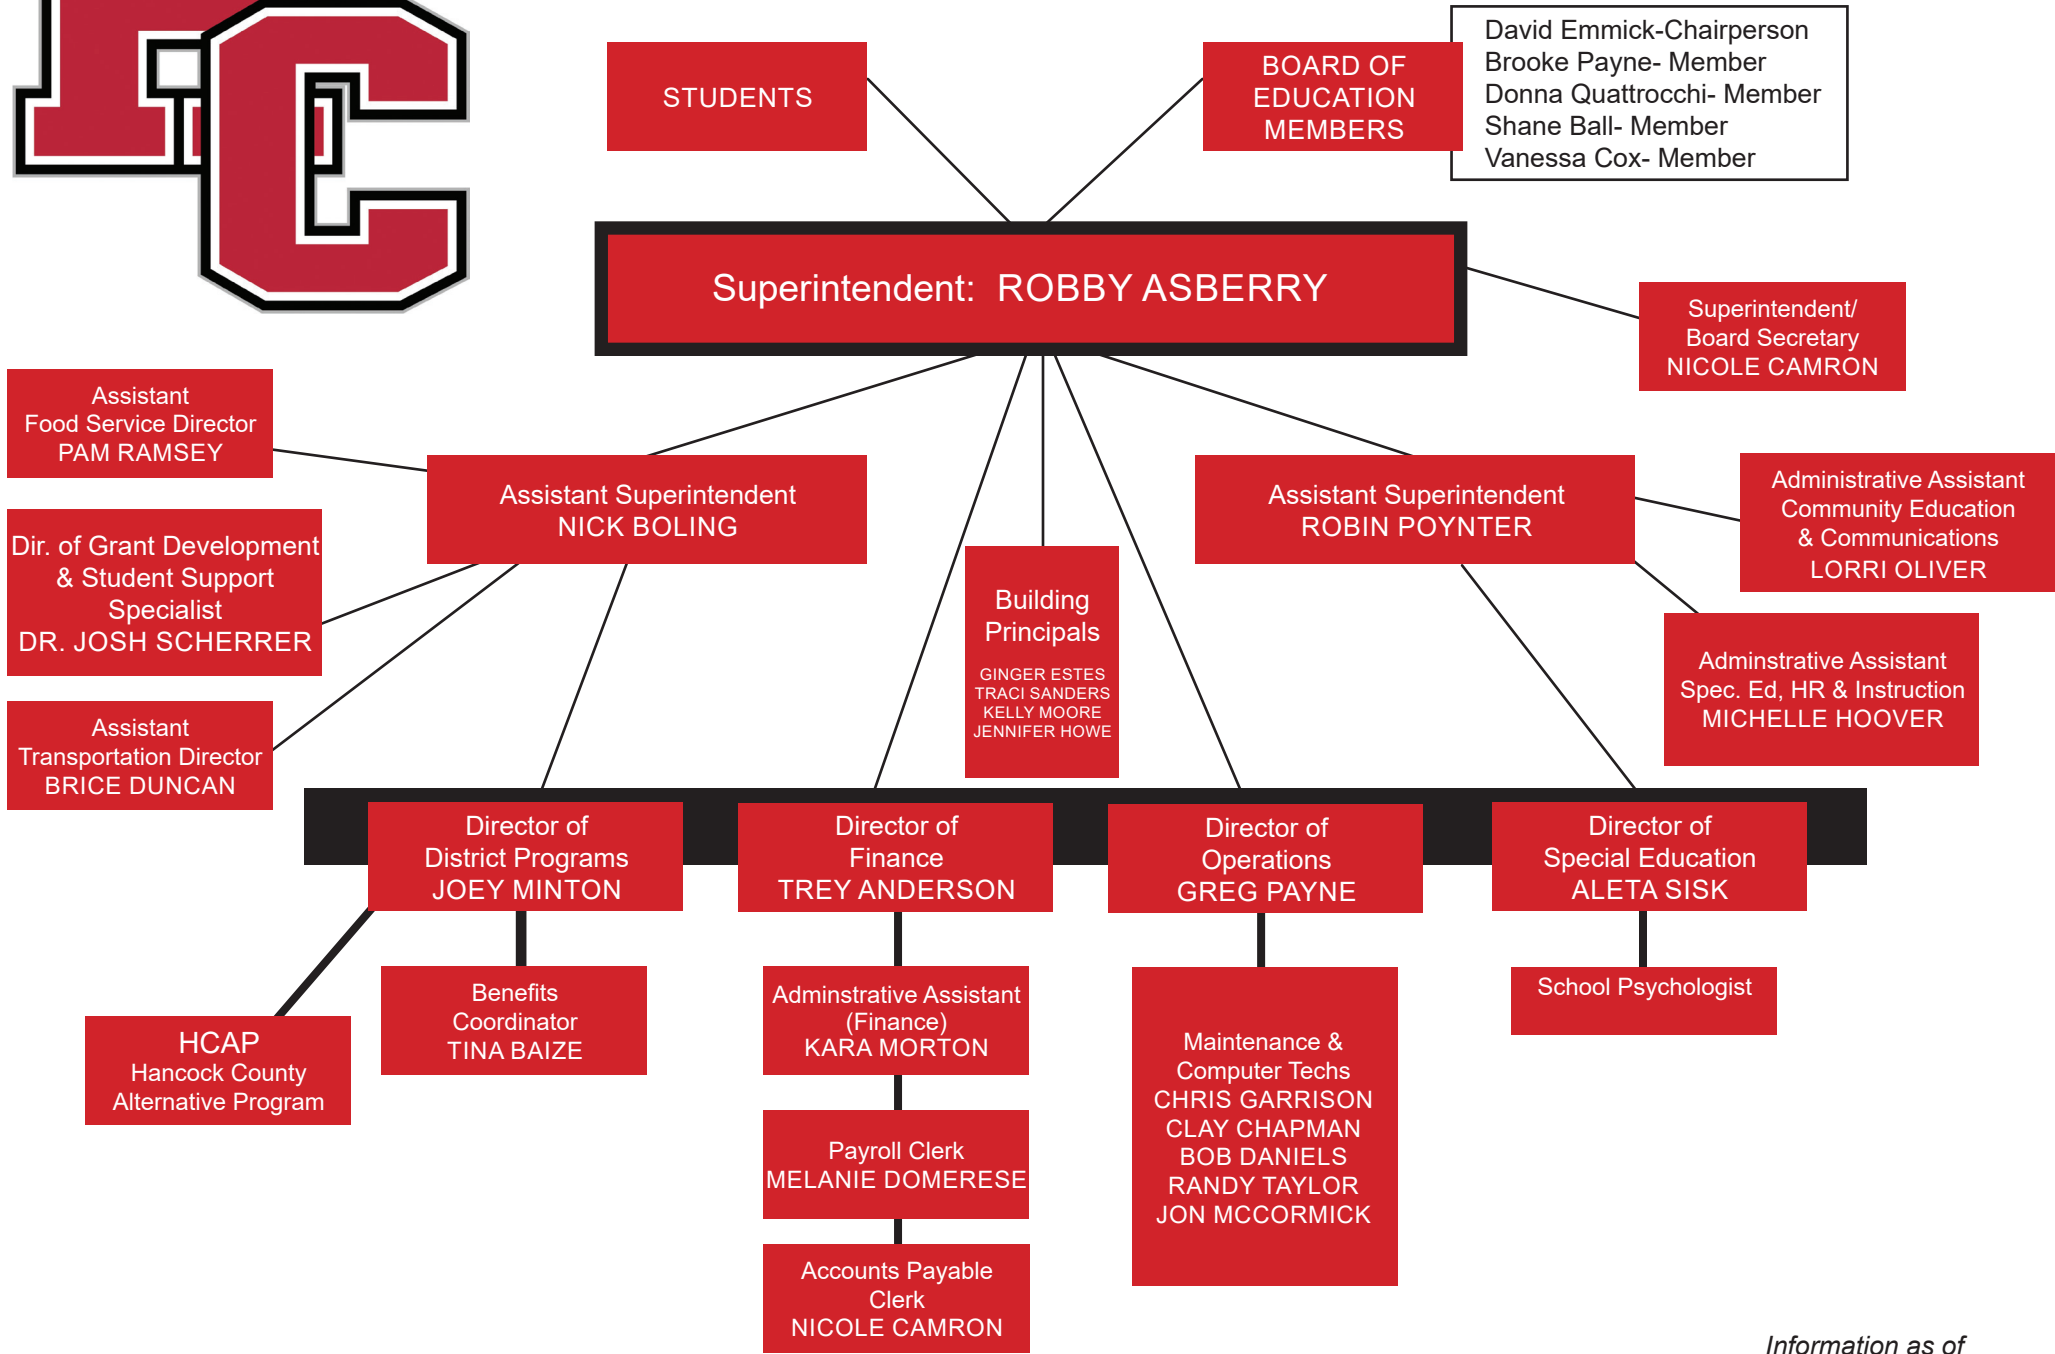 STUDENTS
BOARD OF
EDUCATION
MEMBERS
David Emmick-Chairperson
Brooke Payne- Member
Donna Quattrocchi- Member
Shane Ball- Member
Vanessa Cox- Member
Superintendent: ROBBY ASBERRY
Superintendent/
Board Secretary
NICOLE CAMRON
Assistant
Food Service Director
PAM RAMSEY
Assistant Superintendent
NICK BOLING
Assistant Superintendent
ROBIN POYNTER
Administrative Assistant
Community Education
& Communications
LORRI OLIVER
Dir. of Grant Development
& Student Support
Specialist
DR. JOSH SCHERRER
Building
Principals
GINGER ESTES
TRACI SANDERS
KELLY MOORE
JENNIFER HOWE
Adminstrative Assistant
Spec. Ed, HR & Instruction
MICHELLE HOOVER
Assistant
Transportation Director
BRICE DUNCAN
Director of
District Programs
JOEY MINTON
Director of
Finance
TREY ANDERSON
Director of
Operations
GREG PAYNE
Director of
Special Education
ALETA SISK
HCAP
Hancock County
Alternative Program
Benefits
Coordinator
TINA BAIZE
Adminstrative Assistant
(Finance)
KARA MORTON
Payroll Clerk
MELANIE DOMERESE
Accounts Payable
Clerk
NICOLE CAMRON
Maintenance &
Computer Techs
CHRIS GARRISON
CLAY CHAPMAN
BOB DANIELS
RANDY TAYLOR
JON MCCORMICK
School Psychologist
Information as of